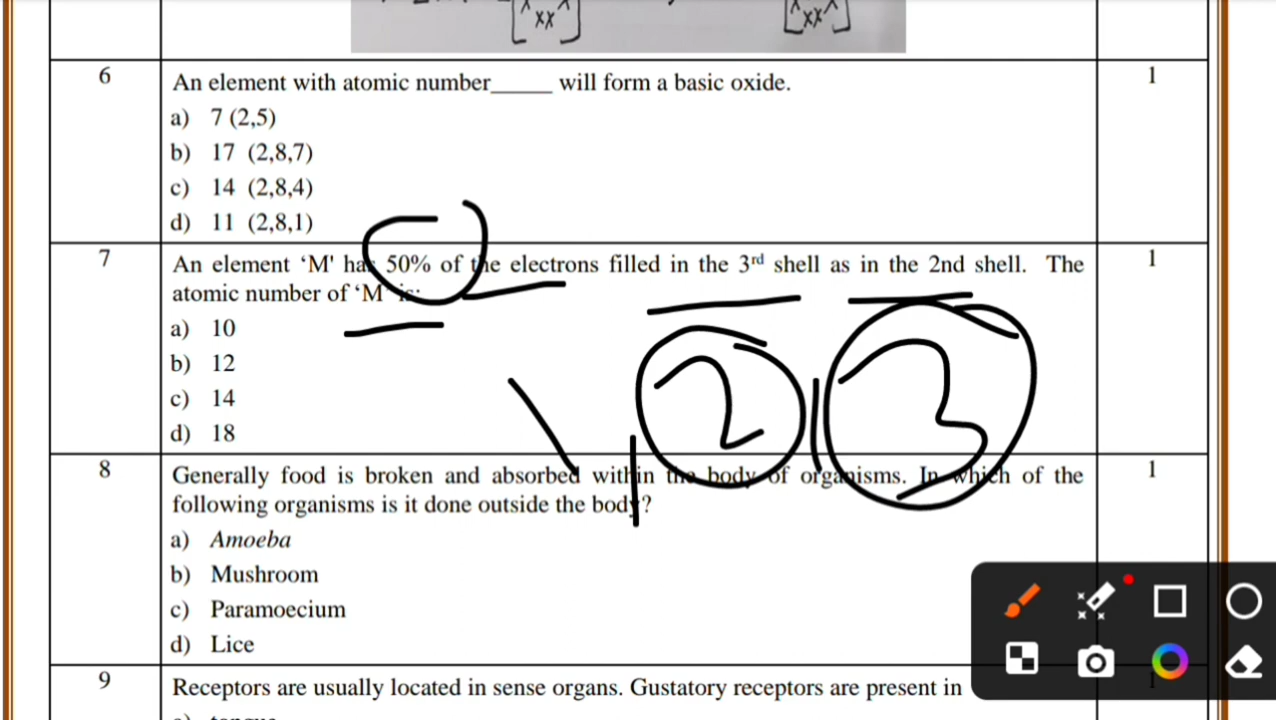 xx xx
6 An element with atomic number_____ will form a basic oxide. 1
a) 7 (2,5)
b) 17 (2,8,7)
c) 14 (2,8,4)
d) 11 (2,8,1)
7 An element ‘M' has 50% of the electrons filled in the 3rd shell as in the 2nd shell. The 1
atomic number of ‘M’ is:
a) 10
b) 12
c) 14
d) 18
2 3
8 Generally food is broken and absorbed within the body of organisms. In which of the 1
following organisms is it done outside the body?
a) Amoeba
b) Mushroom
c) Paramoecium
d) Lice
9 Receptors are usually located in sense organs. Gustatory receptors are present in